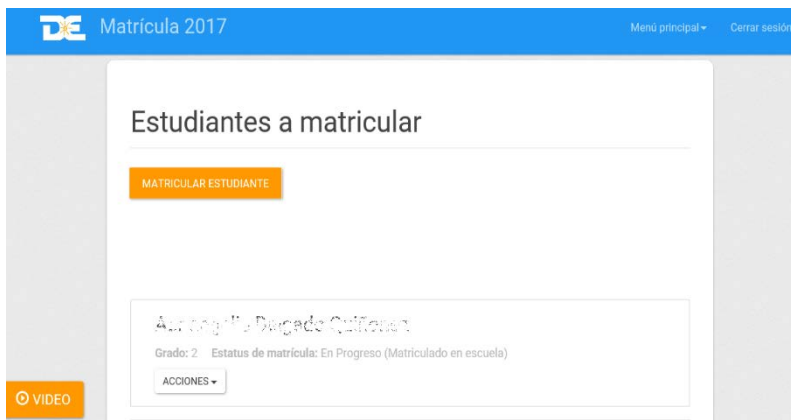 DE Matrícula 2017 Menú principal Cerrar sesión
Estudiantes a matricular
MATRICULAR ESTUDIANTE
Grado: 2 Estatus de matrícula: En Progreso (Matriculado en escuela)
ACCIONES
VIDEO